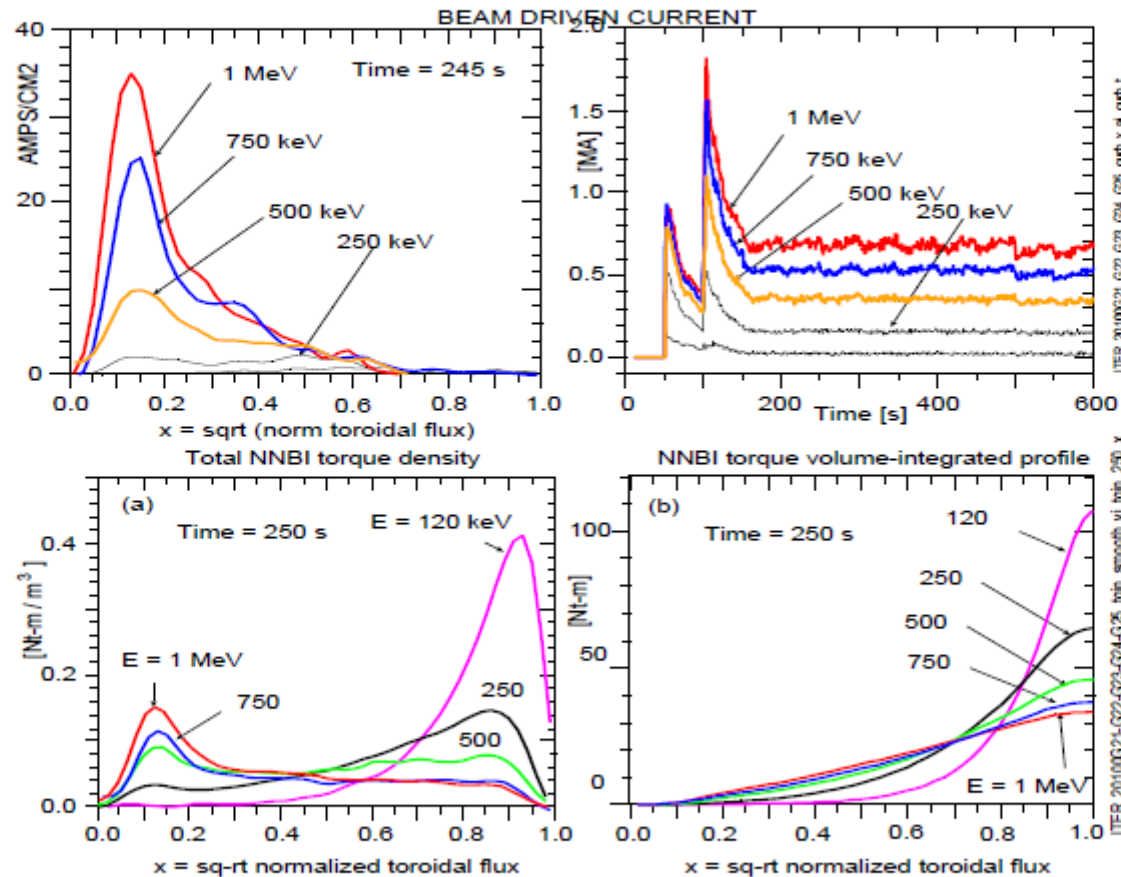 BEAM DRIVEN CURRENT
40
20
0
AMPS/CM2
1 MeV
Time = 245 s
750 keV
500 keV
250 keV
0.0 0.2 0.4 0.6 0.8 1.0
x = sqrt (norm toroidal flux)
2.0
1.5
1.0
0.5
0.0
[MA]
1 MeV
750 keV
500 keV
250 keV
0 200 400 600
Time [s]
Total NNBI torque density
(a)
Time = 250 s
E = 120 keV
0.4
0.2
0.0
[Nt-m / m³ ]
E = 1 MeV
750
250
500
0.0 0.2 0.4 0.6 0.8 1.0
x = sq-rt normalized toroidal flux
NNBI torque volume-integrated profile
(b)
Time = 250 s
120
250
500
750
E = 1 MeV
100
50
0
[Nt-m]
0.0 0.2 0.4 0.6 0.8 1.0
x = sq-rt normalized toroidal flux